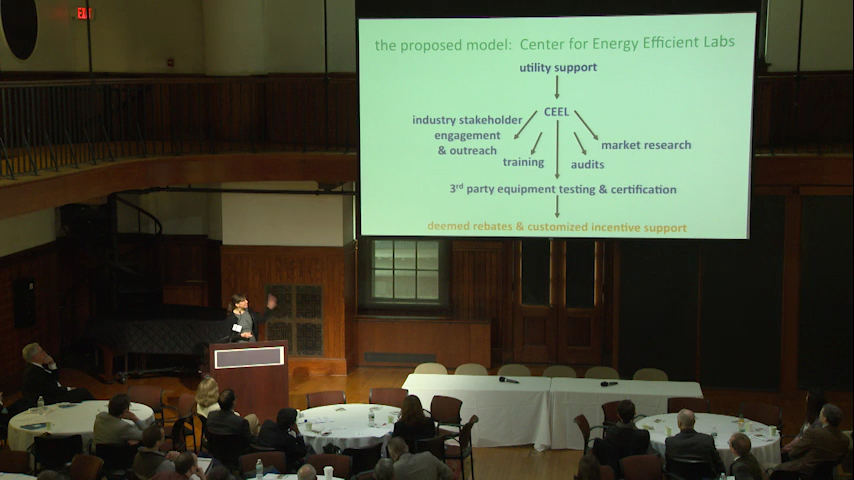 EXIT
the proposed model: Center for Energy Efficient Labs
utility support
CEEL
industry stakeholder
engagement
& outreach
training
audits
market research
3rd party equipment testing & certification
deemed rebates & customized incentive support